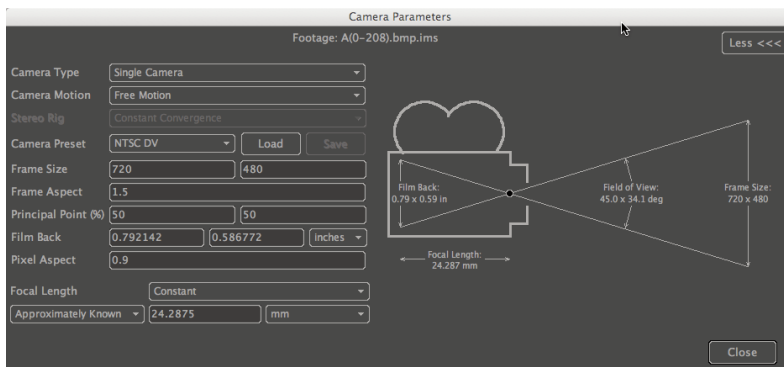 Camera Parameters
Footage: A(0-208).bmp.ims
Less <<<
Camera Type Single Camera
Camera Motion Free Motion
Stereo Rig Constant Convergence
Camera Preset NTSC DV Load Save
Frame Size 720 480
Frame Aspect 1.5
Principal Point (%) 50 50
Film Back 0.792142 0.586772 inches
Pixel Aspect 0.9
Focal Length Constant
Approximately Known 24.2875 mm
Film Back:
0.79 x 0.59 in
Field of View:
45.0 x 34.1 deg
Frame Size:
720 x 480
Focal Length:
24.287 mm
Close